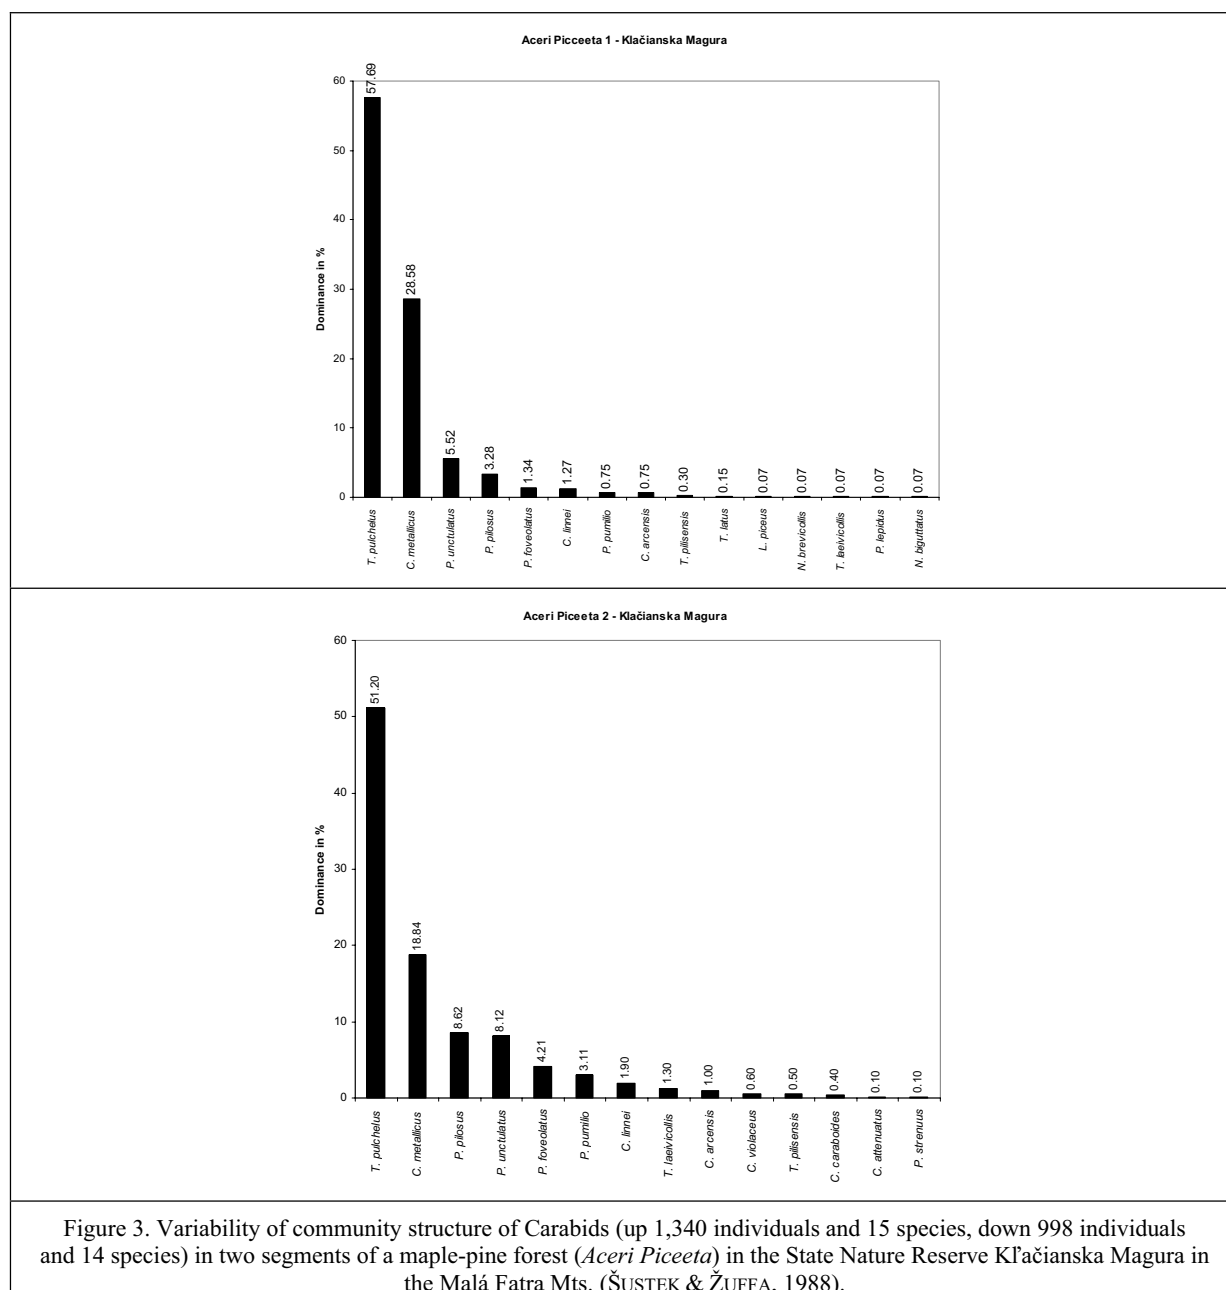 Aceri Picceeta 1 - Klačianska Magura
Dominance in %
60
50
40
30
20
10
0
57.69
28.58
5.52
3.28
1.34
1.27
0.75
0.75
0.30
0.15
0.07
0.07
0.07
0.07
0.07
T. pulchelus
C. metallicus
P. unctulatus
P. pilosus
P. foveolatus
C. linnei
P. pumilio
C. arcensis
T. pilisensis
T. latus
L. piceus
N. brevicollis
T. laeivicollis
P. lepidus
N. biguttatus
Aceri Piceeta 2 - Klačianska Magura
Dominance in %
60
50
40
30
20
10
0
51.20
18.84
8.62
8.12
4.21
3.11
1.90
1.30
1.00
0.60
0.50
0.40
0.10
0.10
T. pulchelus
C. metallicus
P. pilosus
P. unctulatus
P. foveolatus
P. pumilio
C. linnei
T. laeivicollis
C. arcensis
C. violaceus
T. pilisensis
C. caraboides
C. attenuatus
P. strenuus
Figure 3. Variability of community structure of Carabids (up 1,340 individuals and 15 species, down 998 individuals
and 14 species) in two segments of a maple-pine forest (Aceri Piceeta) in the State Nature Reserve Kľačianska Magura in
the Malá Fatra Mts. (ŠUSTEK & ŽUFFA, 1988).